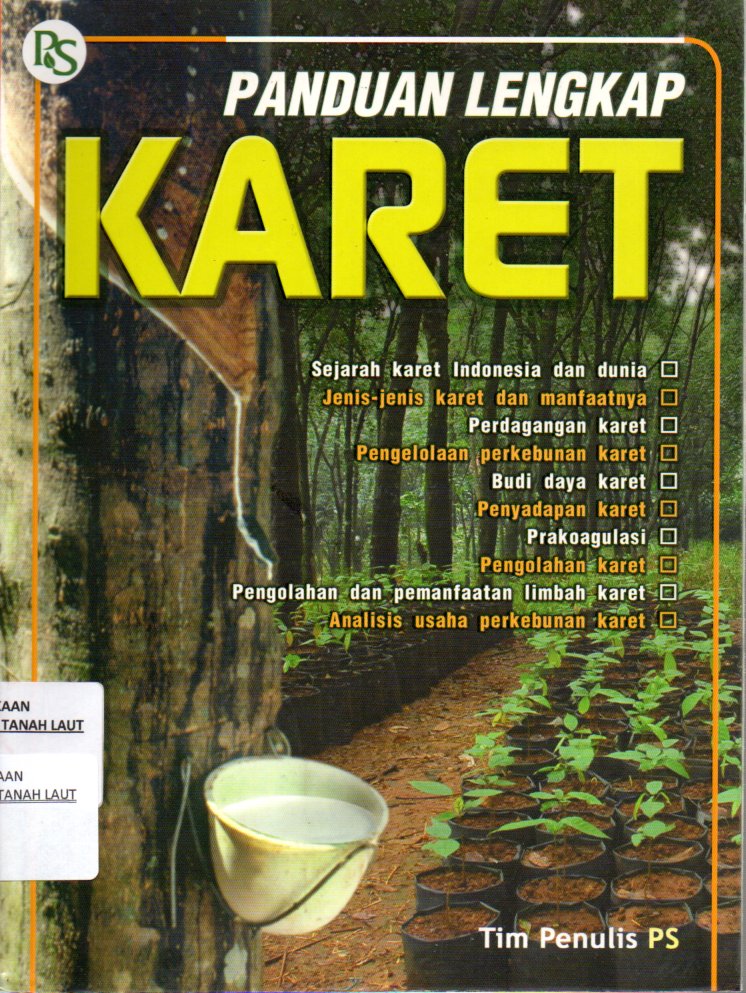 PS
PANDUAN LENGKAP
KARET
Sejarah karet Indonesia dan dunia
Jenis-jenis karet dan manfaatnya
Perdagangan karet
Pengelolaan perkebunan karet
Budi daya karet
Penyadapan karet
Prakoagulasi
Pengolahan karet
Pengolahan dan pemanfaatan limbah karet
Analisis usaha perkebunan karet
KAAN
TANAH LAUT
AAN
TANAH LAUT
Tim Penulis PS